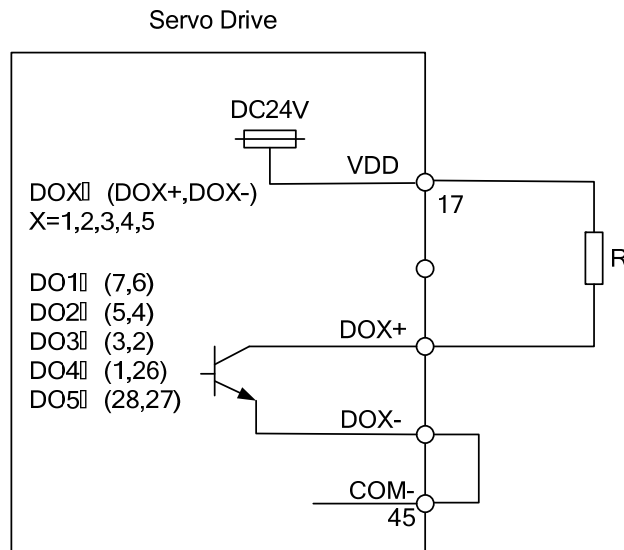 Servo Drive
DC24V
VDD
17
DOX▯ (DOX+,DOX-)
X=1,2,3,4,5
R
DO1▯ (7,6)
DO2▯ (5,4)
DO3▯ (3,2)
DO4▯ (1,26)
DO5▯ (28,27)
DOX+
DOX-
COM-
45